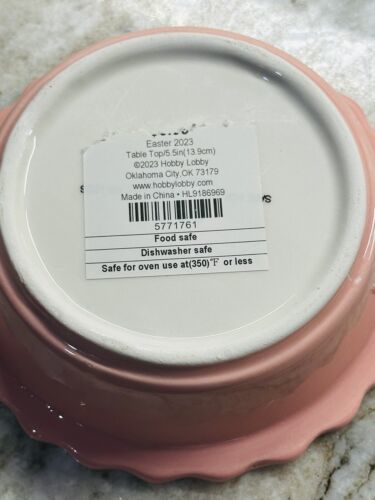 Easter 2023
Table Top/5.5in(13.9cm)
©2023 Hobby Lobby
Oklahoma City,OK 73179
www.hobbylobby.com
Made in China • HL9186969
5771761
Food safe
Dishwasher safe
Safe for oven use at(350)°F or less